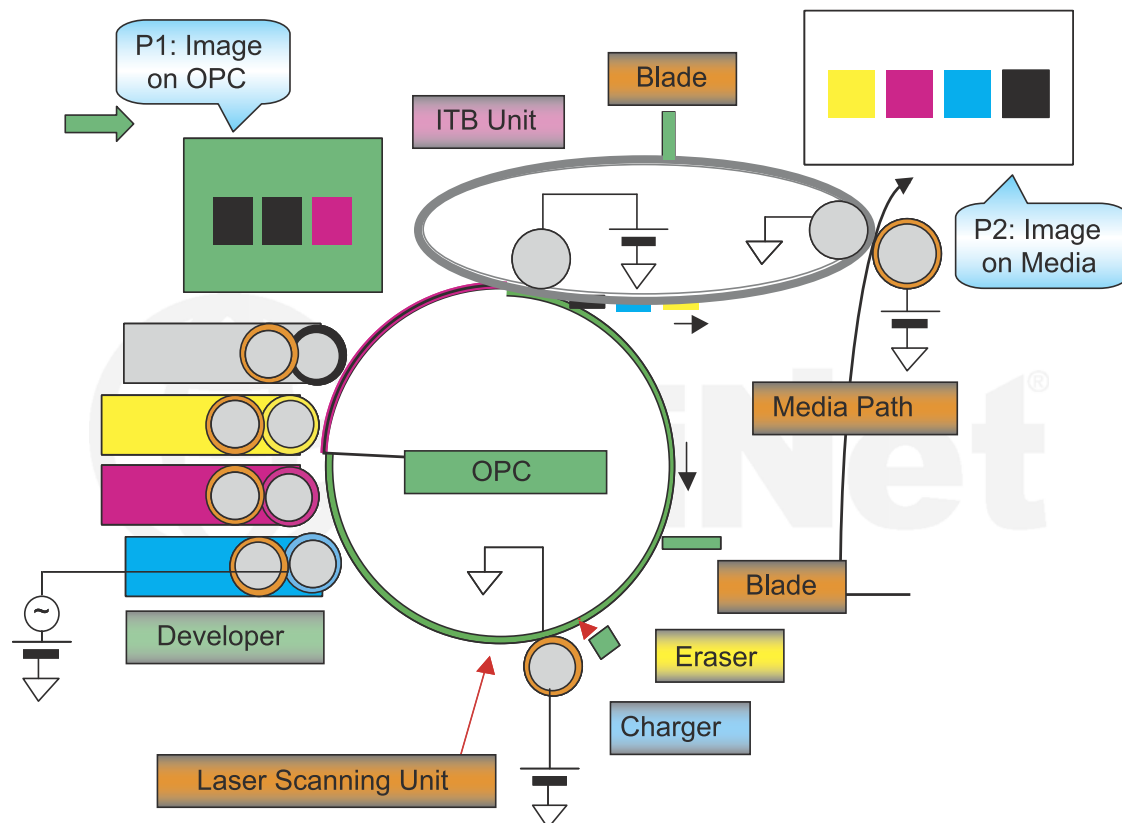 P1: Image
on OPC
Blade
ITB Unit
P2: Image
on Media
Media Path
OPC
Blade
Developer
Eraser
Charger
Laser Scanning Unit
iNet®
~